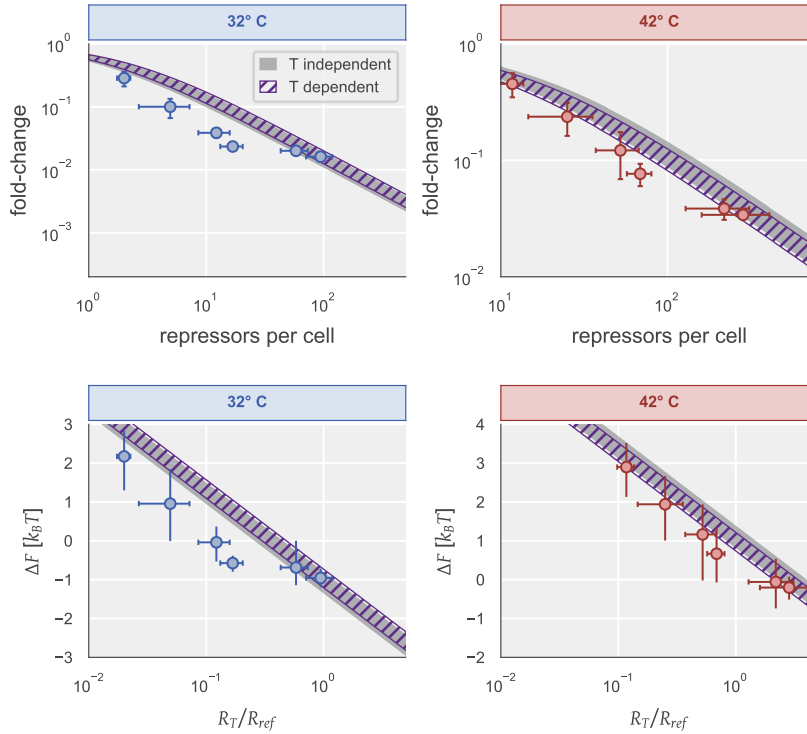 32° C
42° C
10^0
10^-1
10^-2
10^-3
fold-change
T independent
T dependent
10^0
10^1
10^2
repressors per cell
10^0
10^-1
10^-2
fold-change
10^1
10^2
repressors per cell
32° C
42° C
3
2
1
0
−1
−2
−3
ΔF [k_BT]
10^-2
10^-1
10^0
R_T/R_ref
4
3
2
1
0
−1
−2
ΔF [k_BT]
10^-2
10^-1
10^0
R_T/R_ref